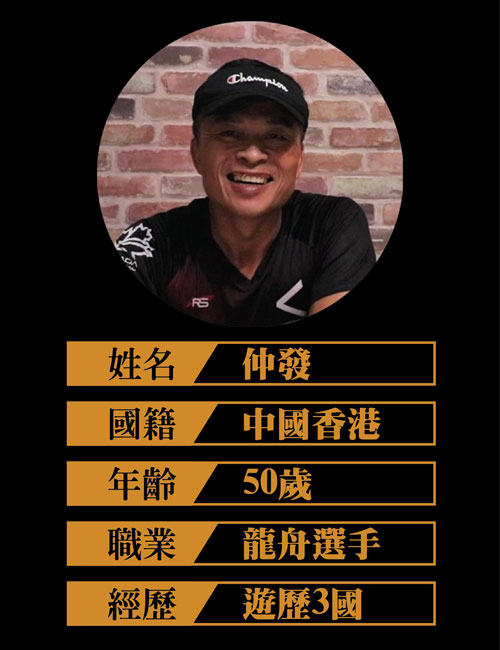 Champion
RS
姓名 仲發
國籍 中國香港
年齡 50歲
職業 龍舟選手
經歷 遊歷3國